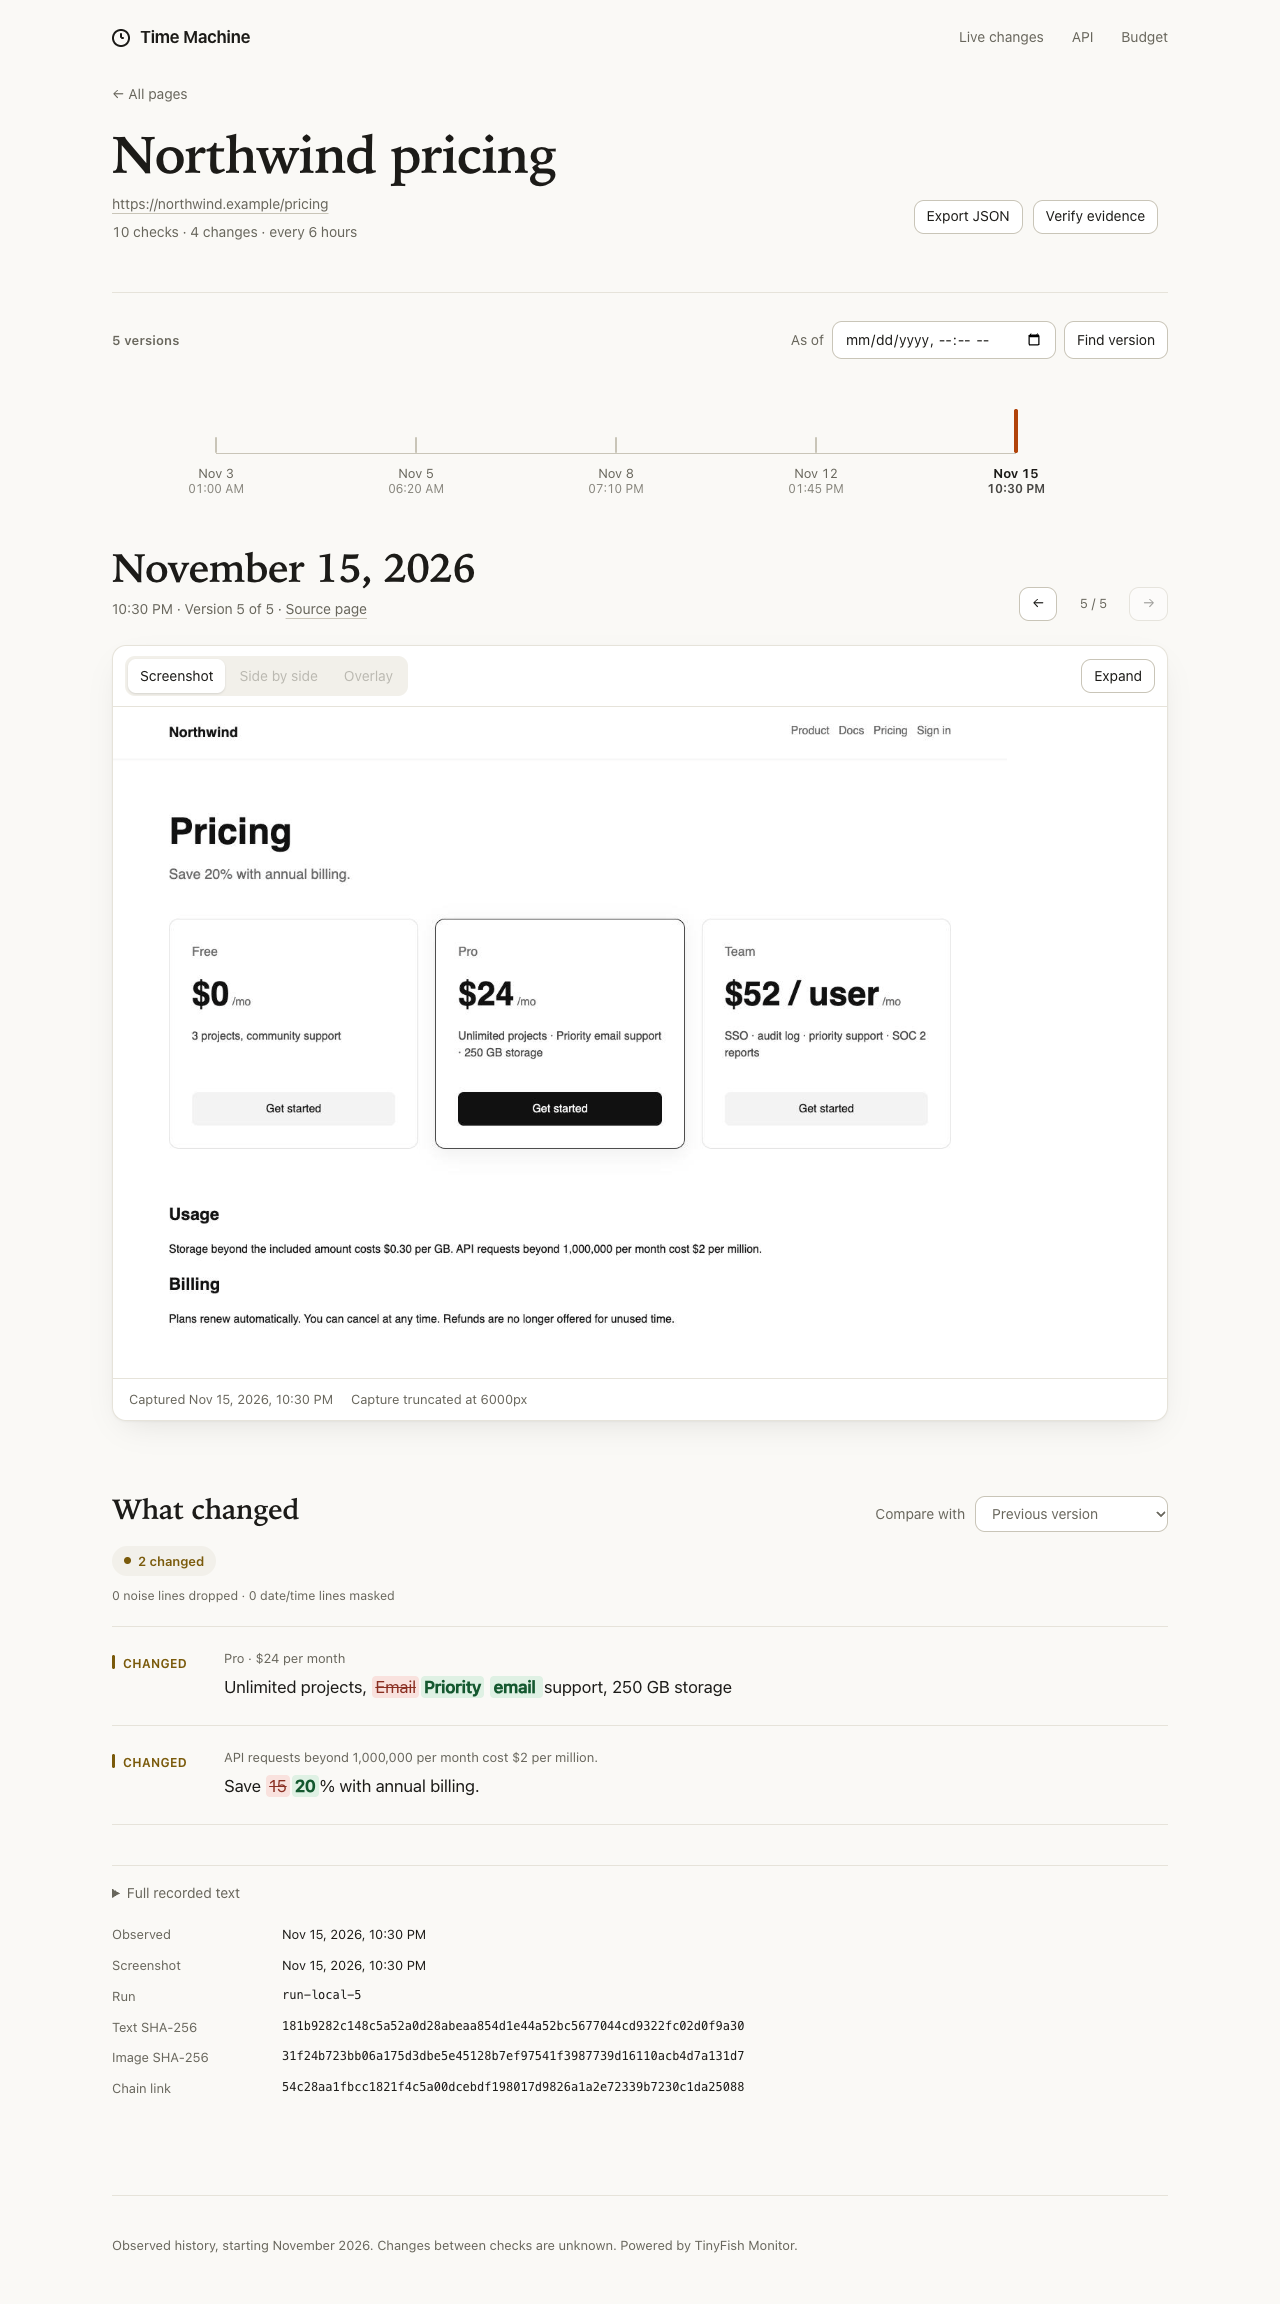 Time Machine
Live changes API Budget
← All pages
Northwind pricing
https://northwind.example/pricing
10 checks · 4 changes · every 6 hours
Export JSON Verify evidence
5 versions
As of mm/dd/yyyy, --:-- -- Find version
Nov 3 Nov 5 Nov 8 Nov 12 Nov 15
01:00 AM 06:20 AM 07:10 PM 01:45 PM 10:30 PM
November 15, 2026
10:30 PM · Version 5 of 5 · Source page
← 5 / 5 →
Screenshot Side by side Overlay Expand
Northwind
Product Docs Pricing Sign in
Pricing
Save 20% with annual billing.
Free
$0 /mo
3 projects, community support
Get started
Pro
$24 /mo
Unlimited projects · Priority email support
· 250 GB storage
Get started
Team
$52 / user /mo
SSO · audit log · priority support · SOC 2
reports
Get started
Usage
Storage beyond the included amount costs $0.30 per GB. API requests beyond 1,000,000 per month cost $2 per million.
Billing
Plans renew automatically. You can cancel at any time. Refunds are no longer offered for unused time.
Captured Nov 15, 2026, 10:30 PM Capture truncated at 6000px
What changed
Compare with Previous version
2 changed
0 noise lines dropped · 0 date/time lines masked
CHANGED
Pro · $24 per month
Unlimited projects, Email Priority email support, 250 GB storage
CHANGED
API requests beyond 1,000,000 per month cost $2 per million.
Save 15 20 % with annual billing.
Full recorded text
Observed Nov 15, 2026, 10:30 PM
Screenshot Nov 15, 2026, 10:30 PM
Run run-local-5
Text SHA-256 181b9282c148c5a52a0d28abeaa854d1e44a52bc5677044cd9322fc02d0f9a30
Image SHA-256 31f24b723bb06a175d3dbe5e45128b7ef97541f3987739d16110acb4d7a131d7
Chain link 54c28aa1fbcc1821f4c5a00dcebdf198017d9826a1a2e72339b7230c1da25088
Observed history, starting November 2026. Changes between checks are unknown. Powered by TinyFish Monitor.